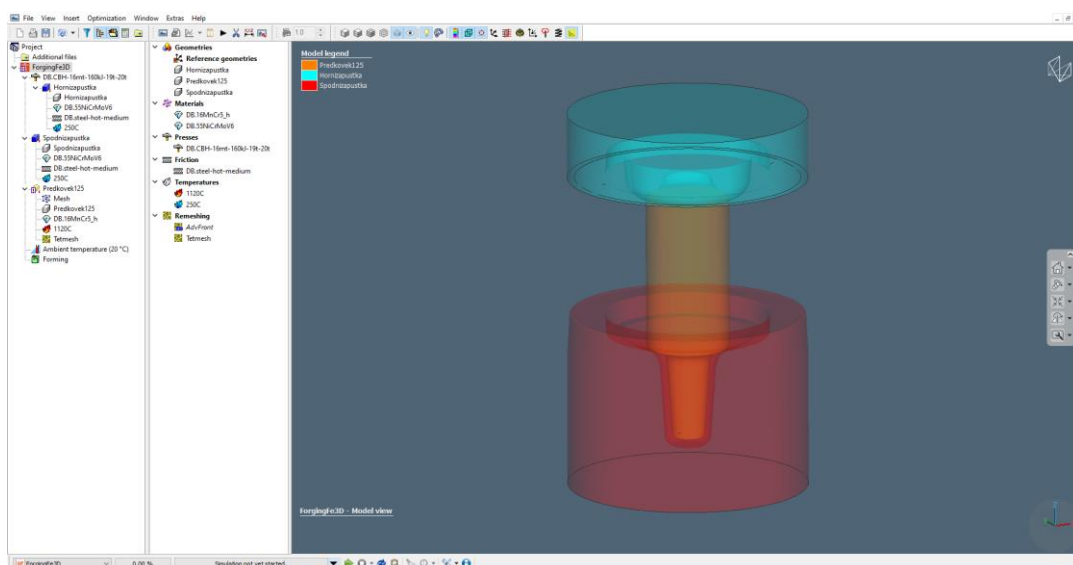 File View Insert Optimization Window Extras Help
10
Project
Additional files
ForgingFe3D
DB.CBH-16mt-160kJ-19t-20t
Hornizapustka
Hornizapustka
DB.55NiCrMoV6
DB.steel-hot-medium
250C
Spodnizapustka
Spodnizapustka
DB.55NiCrMoV6
DB.steel-hot-medium
250C
Predkovek125
Mesh
Predkovek125
DB.16MnCr5_h
1120C
Tetmesh
Ambient temperature (20 °C)
Forming
Geometries
Reference geometries
Hornizapustka
Predkovek125
Spodnizapustka
Materials
DB.16MnCr5_h
DB.55NiCrMoV6
Presses
DB.CBH-16mt-160kJ-19t-20t
Friction
DB.steel-hot-medium
Temperatures
1120C
250C
Remeshing
AdvFront
Tetmesh
Model legend
Predkovek125
Hornizapustka
Spodnizapustka
ForgingFe3D - Model view
Z
ForgingFe3D 0.00 % Simulation not yet started